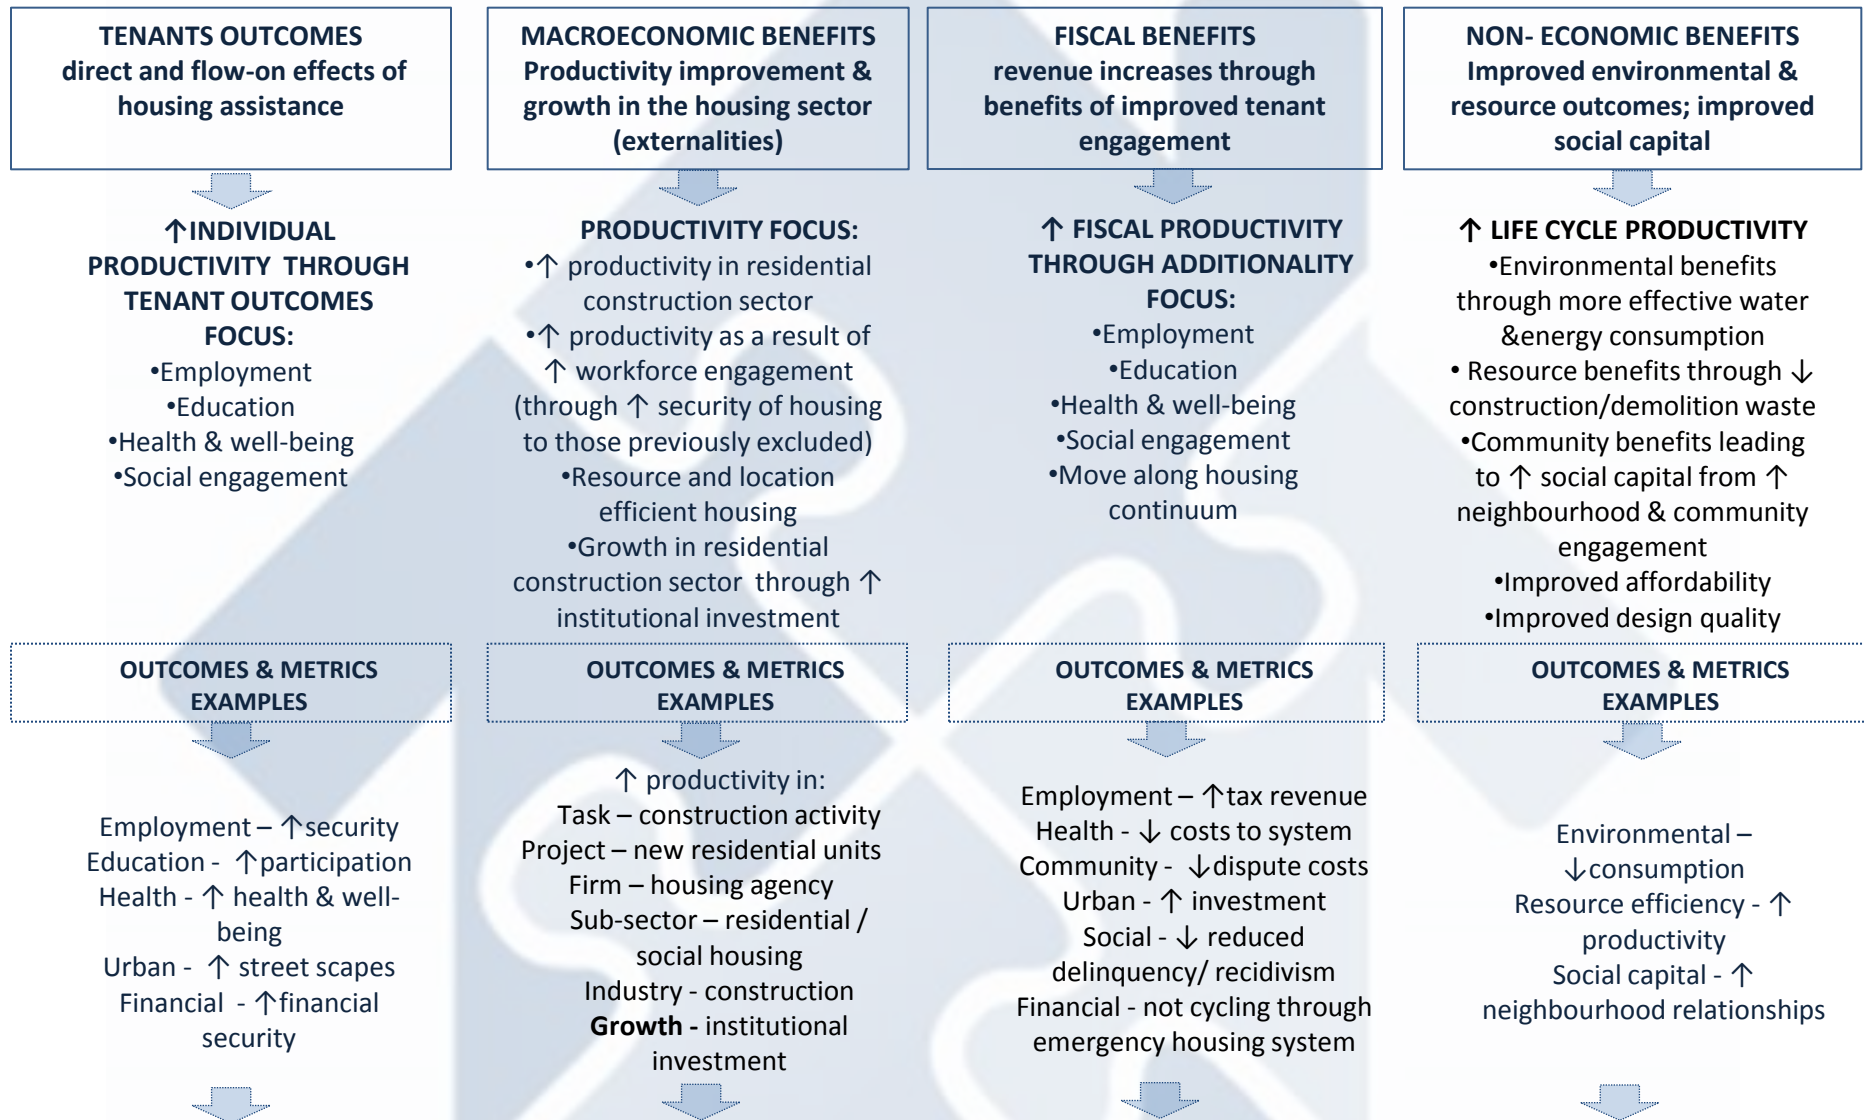 TENANTS OUTCOMES
direct and flow-on effects of
housing assistance
↑INDIVIDUAL
PRODUCTIVITY THROUGH
TENANT OUTCOMES
FOCUS:
•Employment
•Education
•Health & well-being
•Social engagement
OUTCOMES & METRICS
EXAMPLES
Employment – ↑security
Education - ↑participation
Health - ↑ health & well-
being
Urban - ↑ street scapes
Financial - ↑financial
security
MACROECONOMIC BENEFITS
Productivity improvement &
growth in the housing sector
(externalities)
PRODUCTIVITY FOCUS:
•↑ productivity in residential
construction sector
•↑ productivity as a result of
↑ workforce engagement
(through ↑ security of housing
to those previously excluded)
•Resource and location
efficient housing
•Growth in residential
construction sector through ↑
institutional investment
OUTCOMES & METRICS
EXAMPLES
↑ productivity in:
Task – construction activity
Project – new residential units
Firm – housing agency
Sub-sector – residential /
social housing
Industry - construction
Growth - institutional
investment
FISCAL BENEFITS
revenue increases through
benefits of improved tenant
engagement
↑ FISCAL PRODUCTIVITY
THROUGH ADDITIONALITY
FOCUS:
•Employment
•Education
•Health & well-being
•Social engagement
•Move along housing
continuum
OUTCOMES & METRICS
EXAMPLES
Employment – ↑tax revenue
Health - ↓ costs to system
Community - ↓dispute costs
Urban - ↑ investment
Social - ↓ reduced
delinquency/ recidivism
Financial - not cycling through
emergency housing system
NON- ECONOMIC BENEFITS
Improved environmental &
resource outcomes; improved
social capital
↑ LIFE CYCLE PRODUCTIVITY
•Environmental benefits
through more effective water
&energy consumption
• Resource benefits through ↓
construction/demolition waste
•Community benefits leading
to ↑ social capital from ↑
neighbourhood & community
engagement
•Improved affordability
•Improved design quality
OUTCOMES & METRICS
EXAMPLES
Environmental –
↓consumption
Resource efficiency - ↑
productivity
Social capital - ↑
neighbourhood relationships